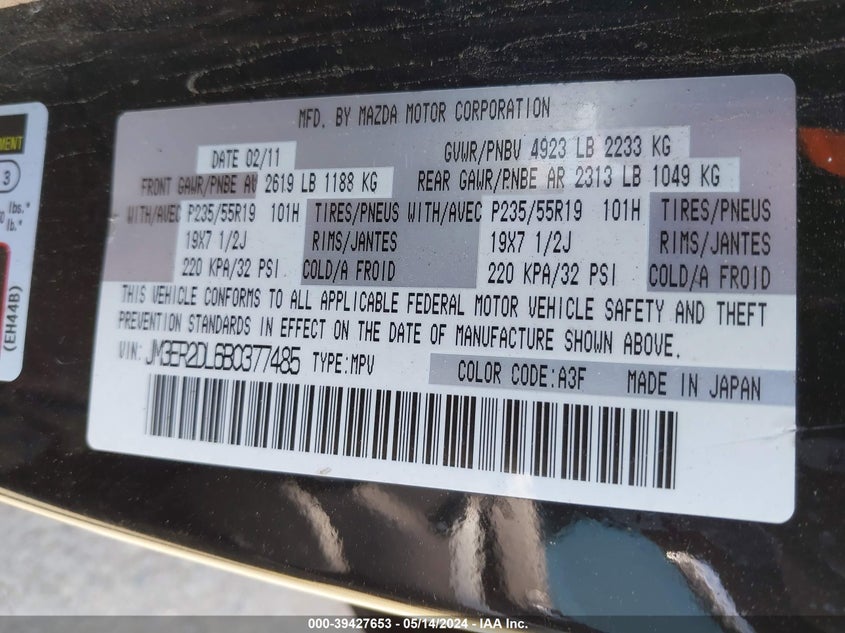 MENT
3
lbs.*
lb.*
(EH44B)
MFD. BY MAZDA MOTOR CORPORATION
DATE 02/11 GVWR/PNBV 4923 LB 2233 KG
FRONT GAWR/PNBE AV 2619 LB 1188 KG REAR GAWR/PNBE AR 2313 LB 1049 KG
WITH/AVEC P235/55R19 101H TIRES/PNEUS WITH/AVEC P235/55R19 101H TIRES/PNEUS
19X7 1/2J RIMS/JANTES 19X7 1/2J RIMS/JANTES
220 KPA/32 PSI COLD/A FROID 220 KPA/32 PSI COLD/A FROID
THIS VEHICLE CONFORMS TO ALL APPLICABLE FEDERAL MOTOR VEHICLE SAFETY AND THEFT
PREVENTION STANDARDS IN EFFECT ON THE DATE OF MANUFACTURE SHOWN ABOVE.
VIN: JM3ER2DL6B0377485 TYPE:MPV COLOR CODE:A3F MADE IN JAPAN
000-39427653 - 05/14/2024 - IAA Inc.